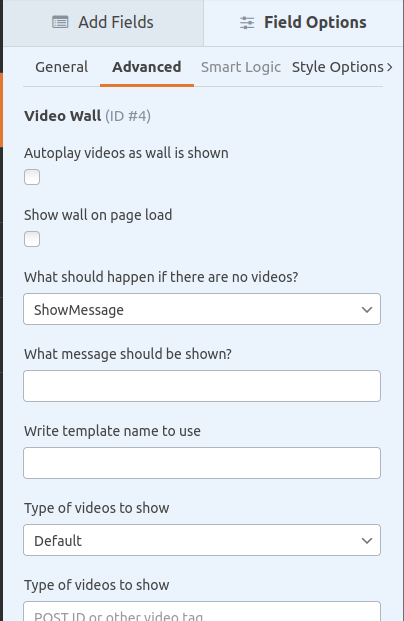 Add Fields
Field Options
General Advanced Smart Logic Style Options
Video Wall (ID #4)
Autoplay videos as wall is shown
Show wall on page load
What should happen if there are no videos?
ShowMessage
What message should be shown?
Write template name to use
Type of videos to show
Default
Type of videos to show
POST ID or other video tag